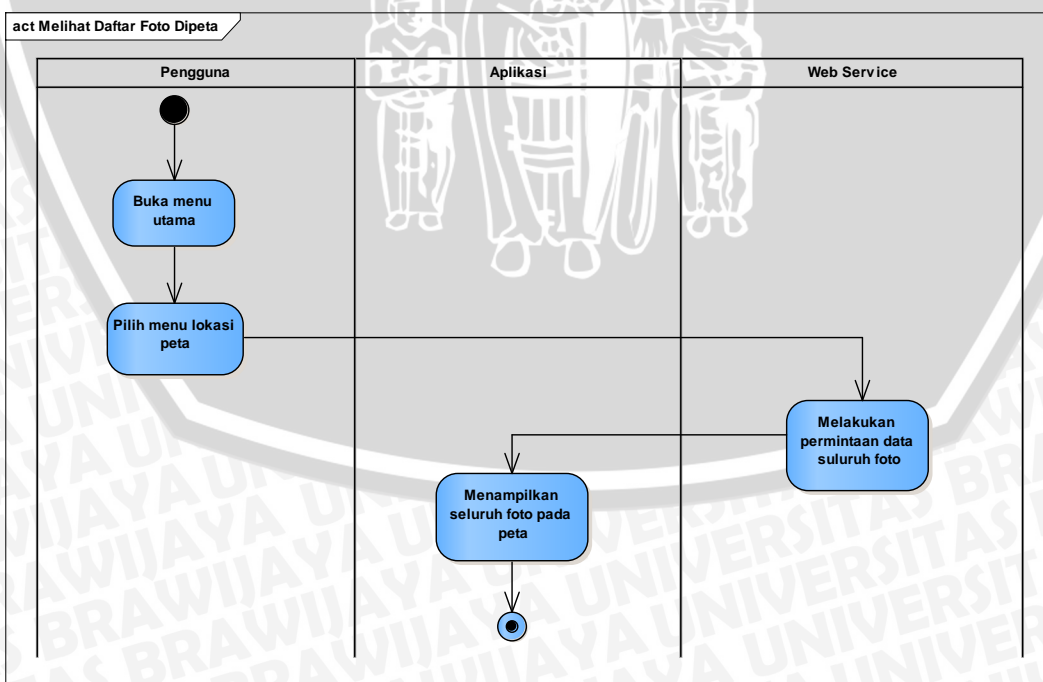 act Melihat Daftar Foto Dipeta
Pengguna
Aplikasi
Web Service
Buka menu
utama
Pilih menu lokasi
peta
Melakukan
permintaan data
suluruh foto
Menampilkan
seluruh foto pada
peta